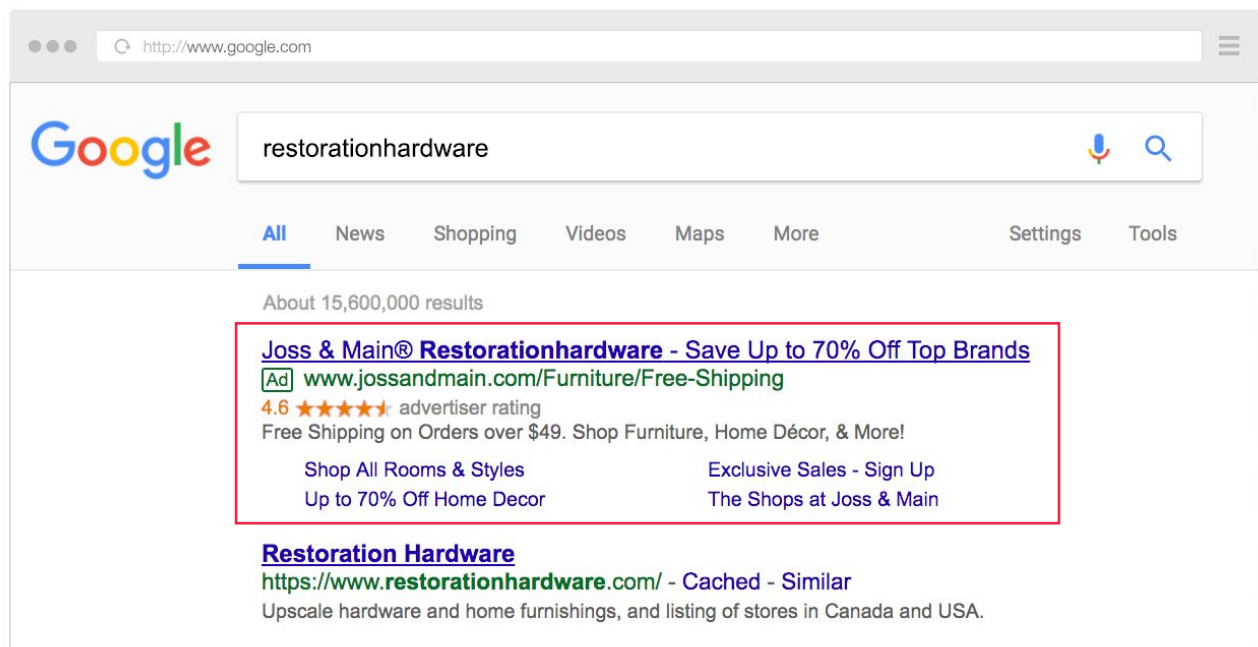 http://www.google.com
Google
restorationhardware
All News Shopping Videos Maps More Settings Tools
About 15,600,000 results
Joss & Main® Restorationhardware - Save Up to 70% Off Top Brands
Ad www.jossandmain.com/Furniture/Free-Shipping
4.6 advertiser rating
Free Shipping on Orders over $49. Shop Furniture, Home Décor, & More!
Shop All Rooms & Styles Exclusive Sales - Sign Up
Up to 70% Off Home Decor The Shops at Joss & Main
Restoration Hardware
https://www.restorationhardware.com/ - Cached - Similar
Upscale hardware and home furnishings, and listing of stores in Canada and USA.